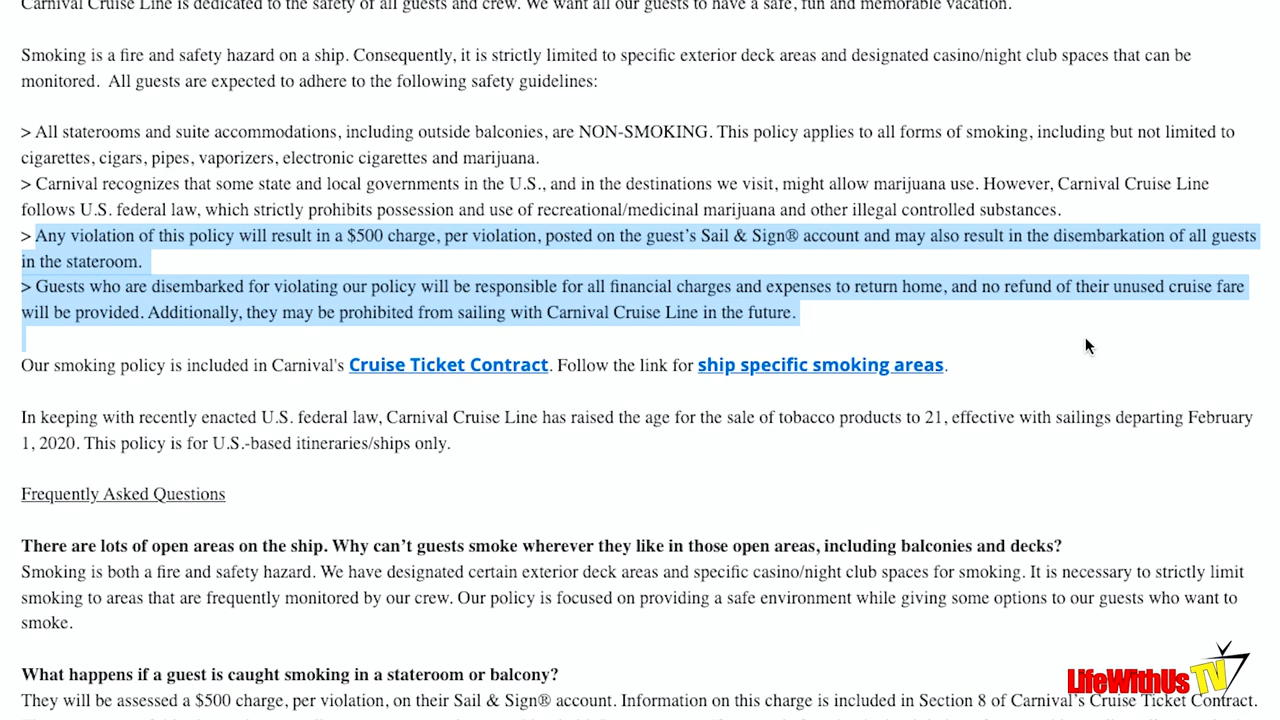 Carnival Cruise Line is dedicated to the safety of all guests and crew. We want all our guests to have a safe, fun and memorable vacation.
Smoking is a fire and safety hazard on a ship. Consequently, it is strictly limited to specific exterior deck areas and designated casino/night club spaces that can be
monitored.  All guests are expected to adhere to the following safety guidelines:
> All staterooms and suite accommodations, including outside balconies, are NON-SMOKING. This policy applies to all forms of smoking, including but not limited to
cigarettes, cigars, pipes, vaporizers, electronic cigarettes and marijuana.
> Carnival recognizes that some state and local governments in the U.S., and in the destinations we visit, might allow marijuana use. However, Carnival Cruise Line
follows U.S. federal law, which strictly prohibits possession and use of recreational/medicinal marijuana and other illegal controlled substances.
> Any violation of this policy will result in a $500 charge, per violation, posted on the guest’s Sail & Sign® account and may also result in the disembarkation of all guests
in the stateroom.
> Guests who are disembarked for violating our policy will be responsible for all financial charges and expenses to return home, and no refund of their unused cruise fare
will be provided. Additionally, they may be prohibited from sailing with Carnival Cruise Line in the future.
Our smoking policy is included in Carnival's Cruise Ticket Contract. Follow the link for ship specific smoking areas.
In keeping with recently enacted U.S. federal law, Carnival Cruise Line has raised the age for the sale of tobacco products to 21, effective with sailings departing February
1, 2020. This policy is for U.S.-based itineraries/ships only.
Frequently Asked Questions
There are lots of open areas on the ship. Why can’t guests smoke wherever they like in those open areas, including balconies and decks?
Smoking is both a fire and safety hazard. We have designated certain exterior deck areas and specific casino/night club spaces for smoking. It is necessary to strictly limit
smoking to areas that are frequently monitored by our crew. Our policy is focused on providing a safe environment while giving some options to our guests who want to
smoke.
What happens if a guest is caught smoking in a stateroom or balcony?
They will be assessed a $500 charge, per violation, on their Sail & Sign® account. Information on this charge is included in Section 8 of Carnival’s Cruise Ticket Contract.
LifeWithUs TV